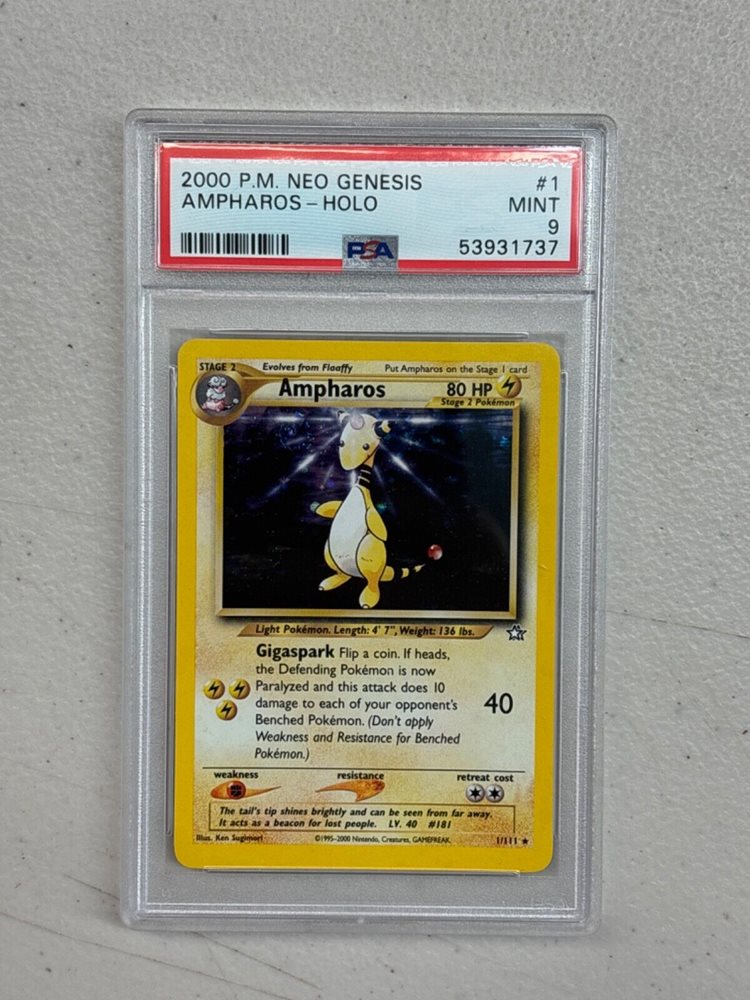 2000 P.M. NEO GENESIS #1
AMPHAROS – HOLO MINT
9
PSA 53931737
STAGE 2 Evolves from Flaaffy Put Ampharos on the Stage 1 card
Ampharos 80 HP
Stage 2 Pokémon
Light Pokémon. Length: 4' 7", Weight: 136 lbs.
Gigaspark Flip a coin. If heads,
the Defending Pokémon is now
Paralyzed and this attack does 10
damage to each of your opponent's
Benched Pokémon. (Don't apply
Weakness and Resistance for Benched
Pokémon.)
40
weakness resistance retreat cost
The tail's tip shines brightly and can be seen from far away.
It acts as a beacon for lost people. LV. 40 #181
Illus. Ken Sugimori ©1995-2000 Nintendo, Creatures, GAMEFREAK. 1/111 ★